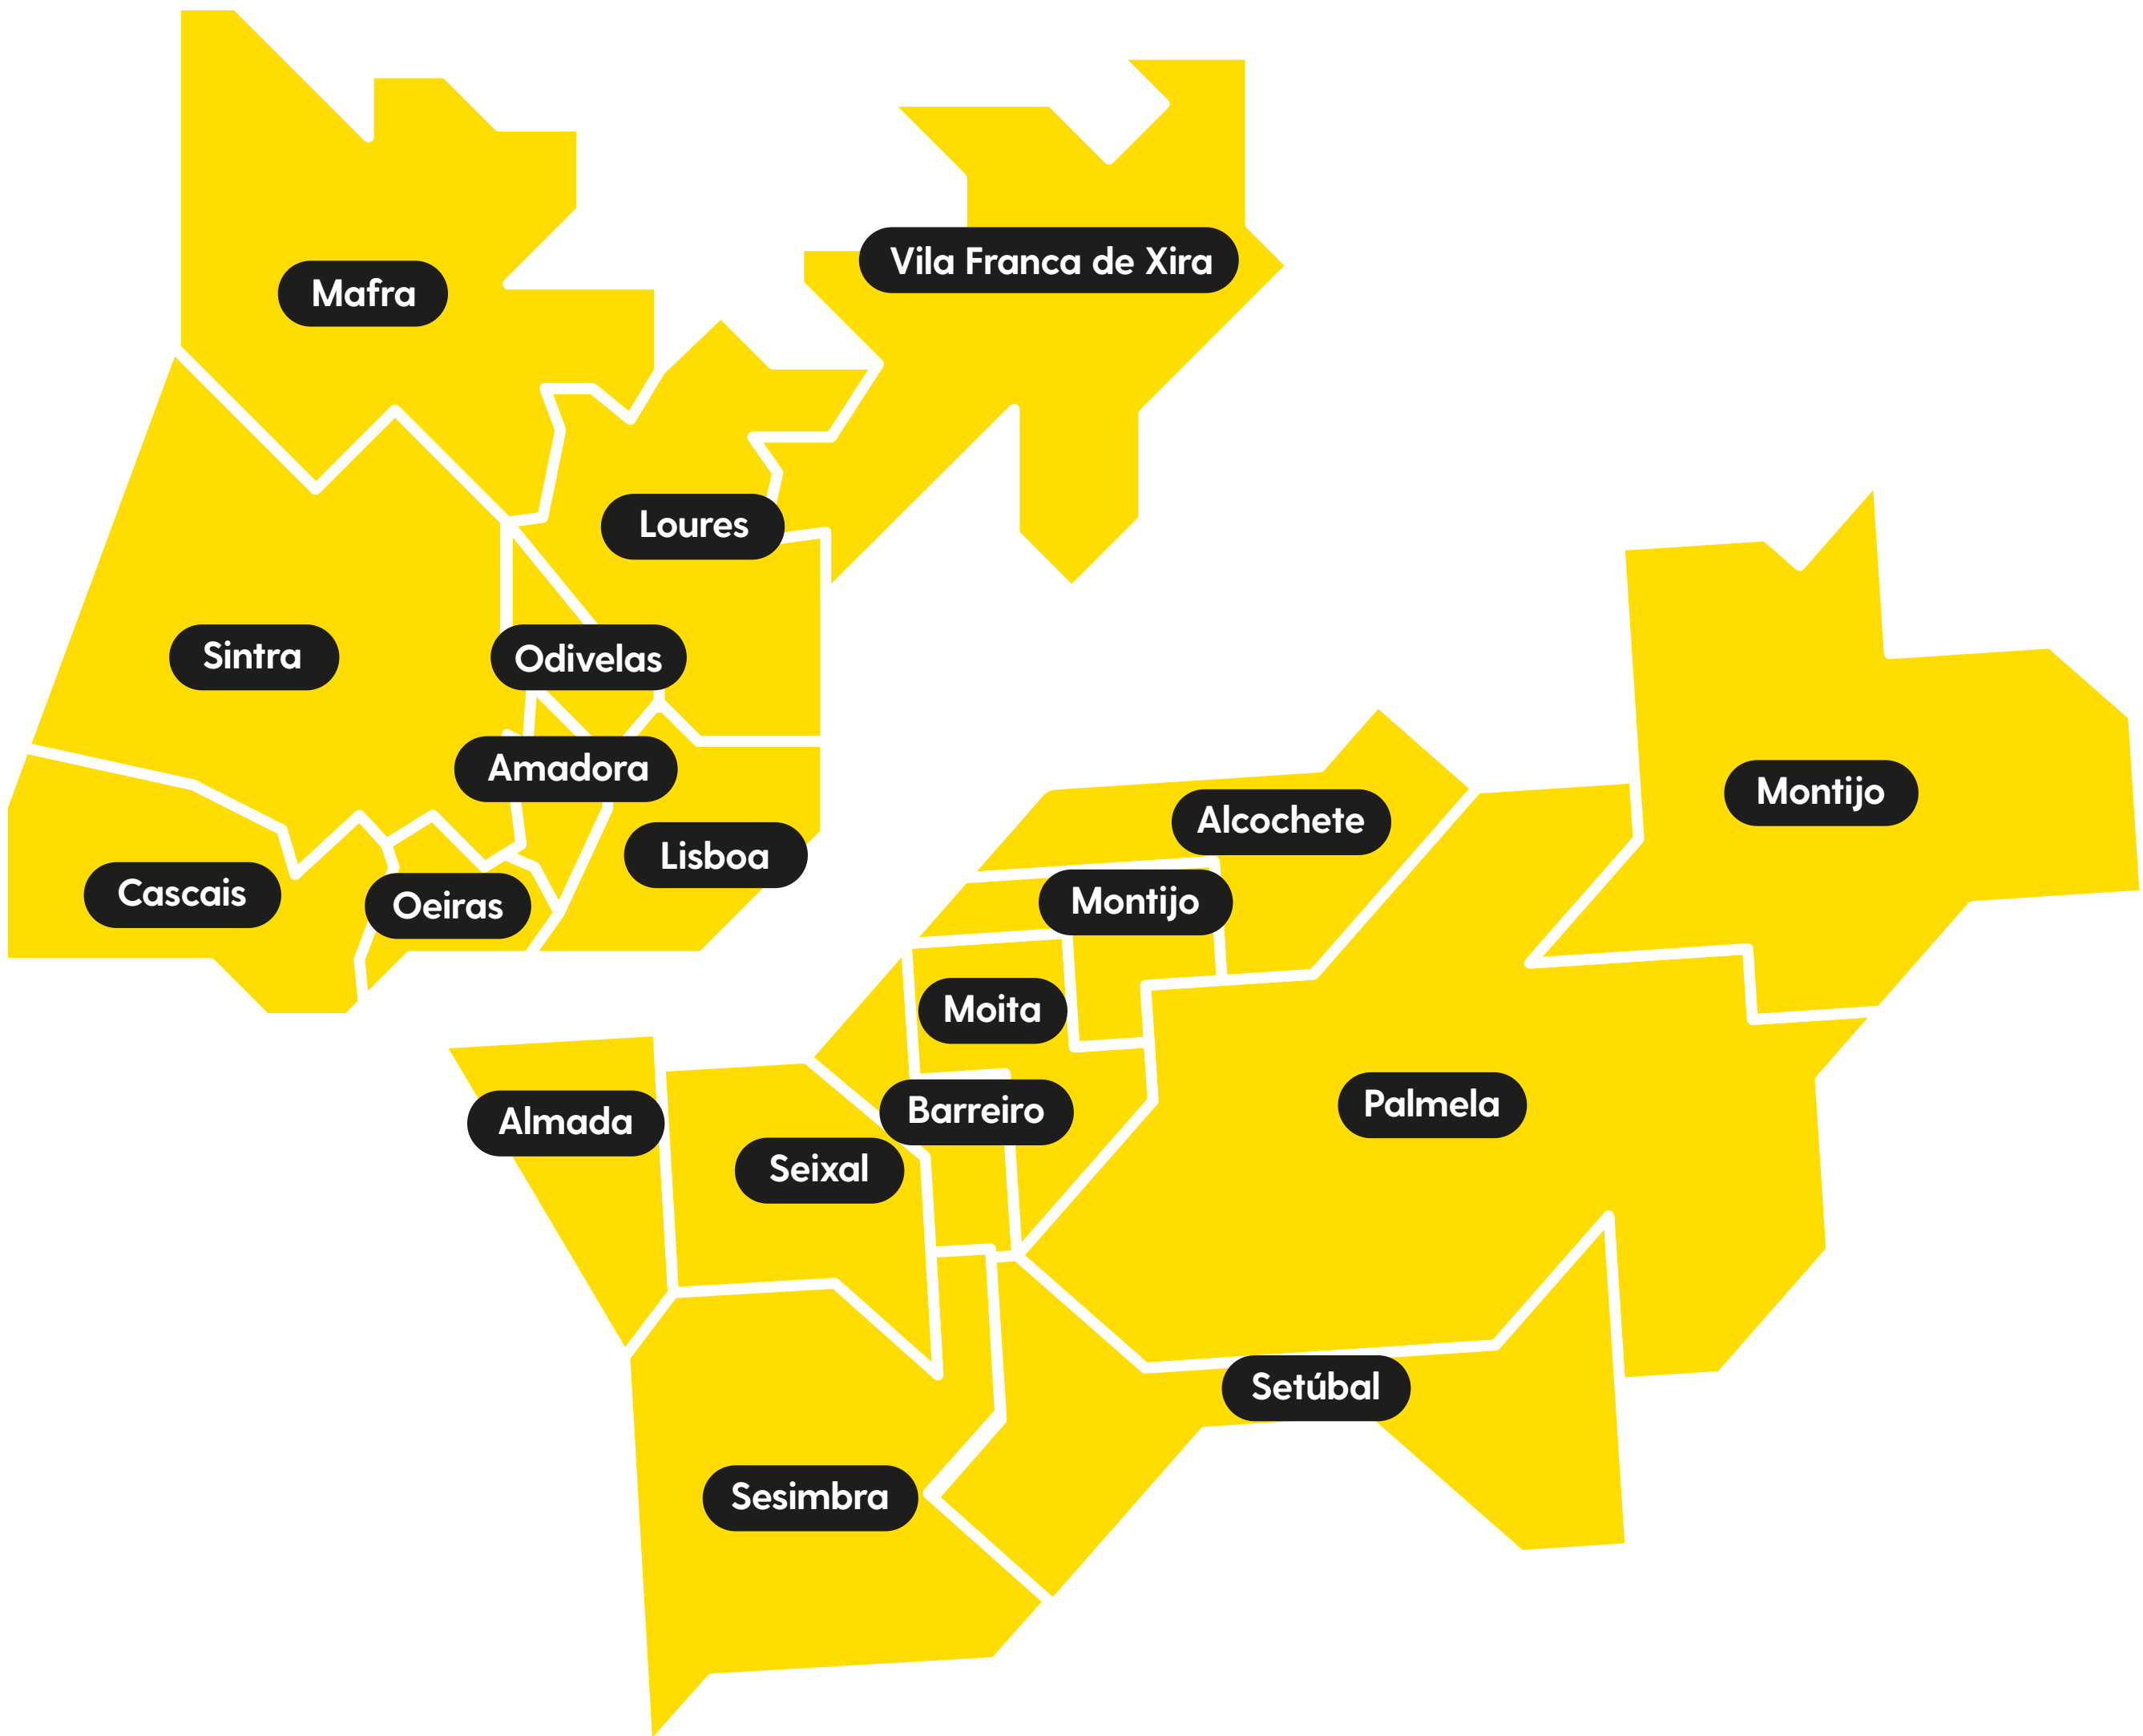 Vila Franca de Xira
Mafra
Loures
Sintra
Odivelas
Amadora
Montijo
Alcochete
Lisboa
Cascais
Oeiras
Montijo
Moita
Barreiro
Palmela
Almada
Seixal
Setúbal
Sesimbra